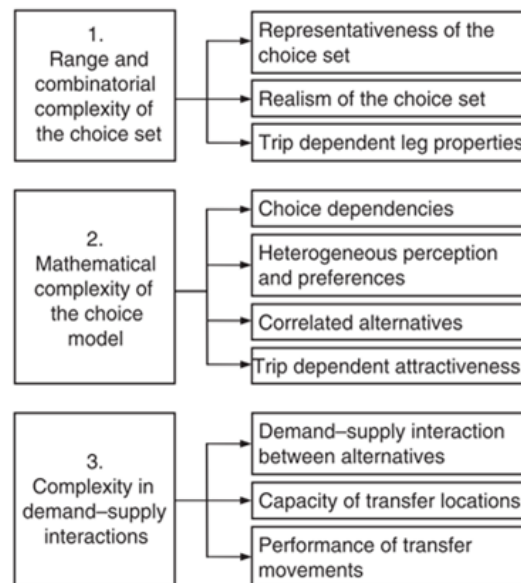 1.
Range and
combinatorial
complexity of
the choice set
Representativeness of the
choice set
Realism of the choice set
Trip dependent leg properties
2.
Mathematical
complexity of
the choice
model
Choice dependencies
Heterogeneous perception
and preferences
Correlated alternatives
Trip dependent attractiveness
3.
Complexity in
demand–supply
interactions
Demand–supply interaction
between alternatives
Capacity of transfer locations
Performance of transfer
movements